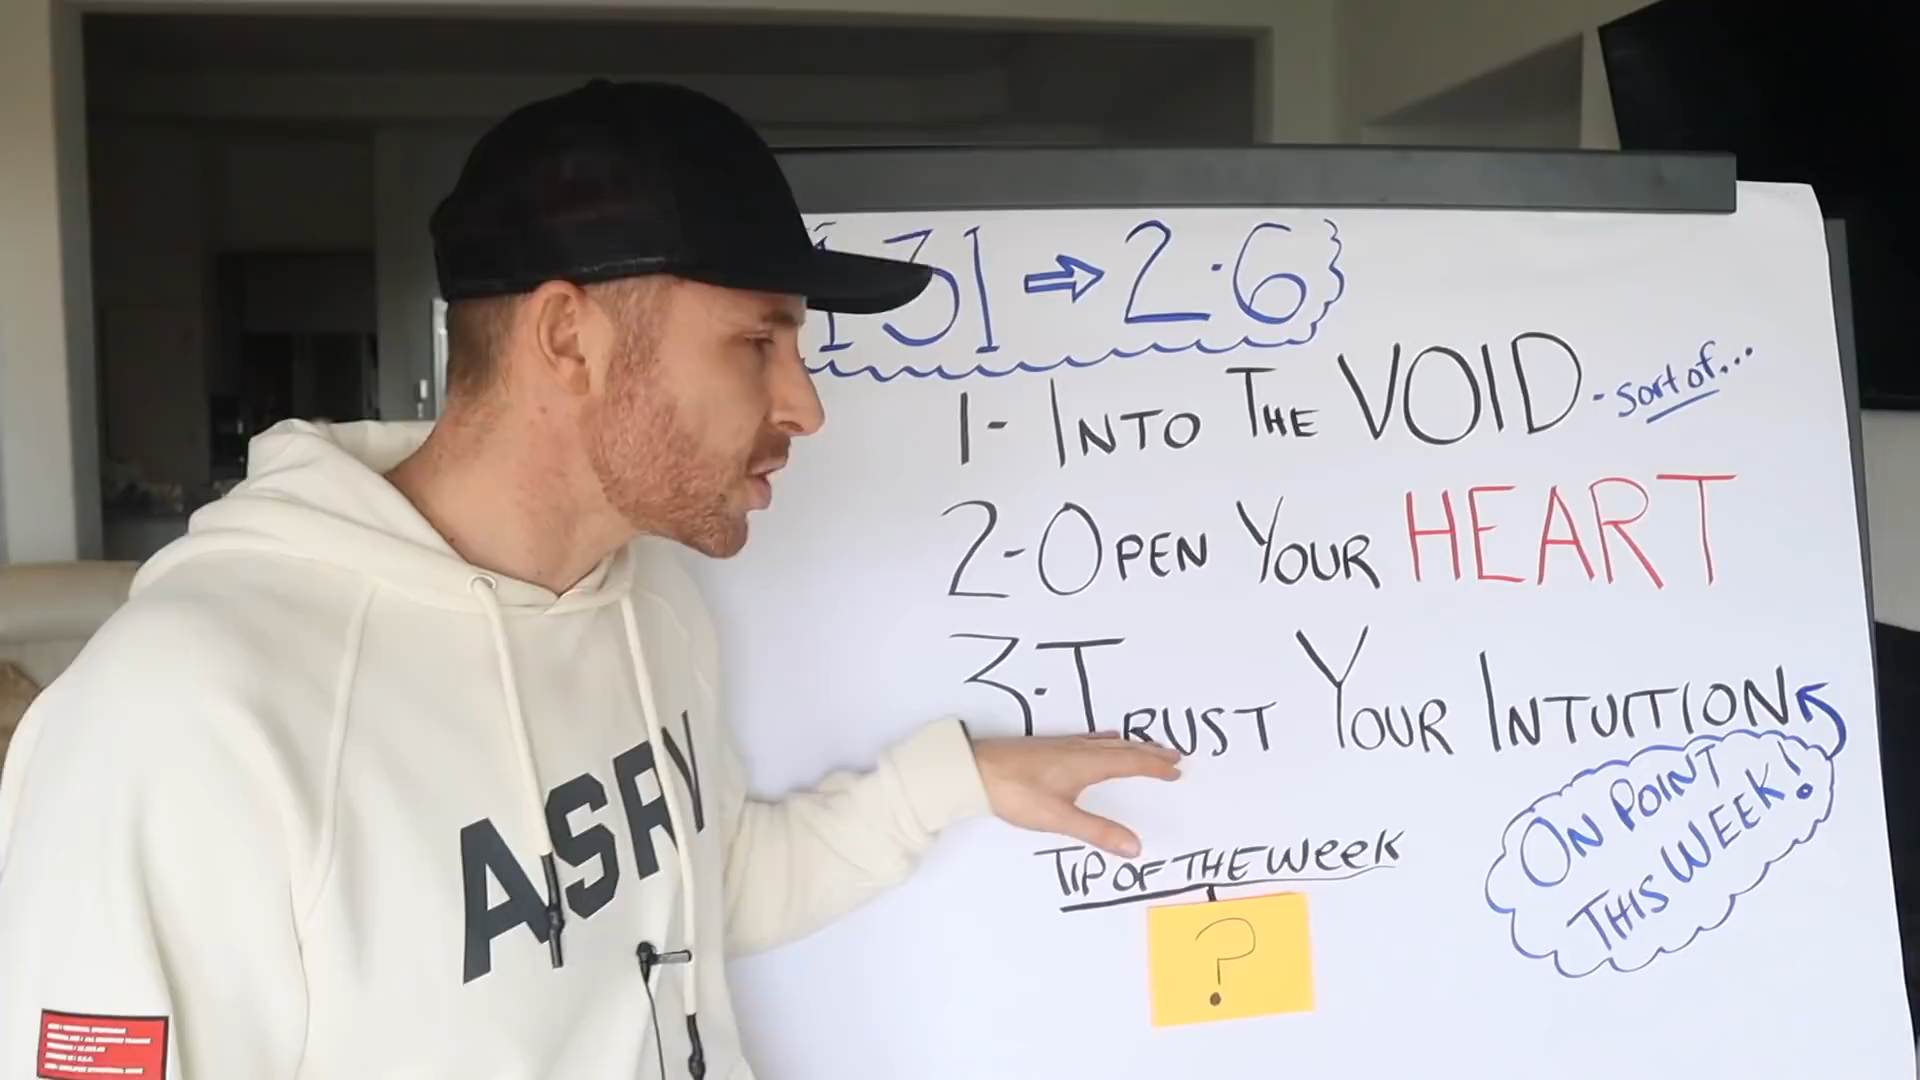 1 31 ⇒ 2·6
1- INTO THE VOID - sort of...
2- OPEN YOUR HEART
3· TRUST YOUR INTUITION
ON POINT
THIS WEEK!
TIP OF THE WEEK
?
ASRV